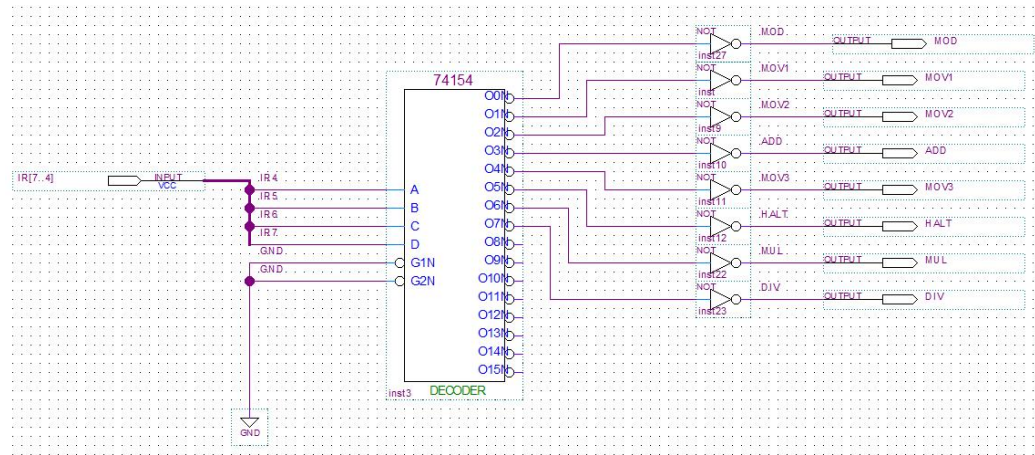 NOT MOD
OUTPUT MOD
inst27
NOT MOV1
OUTPUT MOV1
inst
NOT MOV2
OUTPUT MOV2
inst9
NOT ADD
OUTPUT ADD
inst10
NOT MOV3
OUTPUT MOV3
inst11
NOT HALT
OUTPUT HALT
inst12
NOT MUL
OUTPUT MUL
inst22
NOT DIV
OUTPUT DIV
inst23
74154
O0N
O1N
O2N
O3N
O4N
O5N
O6N
O7N
O8N
O9N
O10N
O11N
O12N
O13N
O14N
O15N
IR[7..4] INPUT
VCC
IR4
IR5
IR6
IR7
GND
GND
A
B
C
D
G1N
G2N
inst3 DECODER
GND